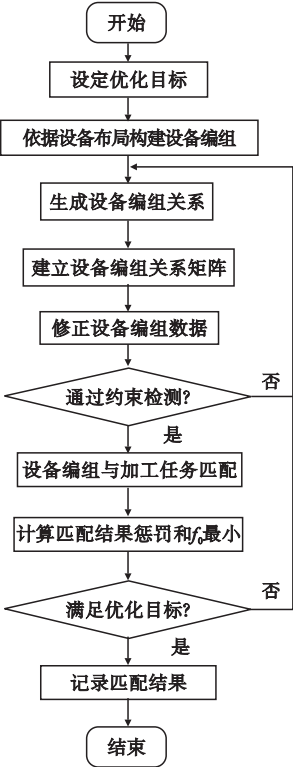 开始
设定优化目标
依据设备布局构建设备编组
生成设备编组关系
建立设备编组关系矩阵
修正设备编组数据
通过约束检测?
否
是
设备编组与加工任务匹配
计算匹配结果惩罚和f₀最小
满足优化目标?
否
是
记录匹配结果
结束